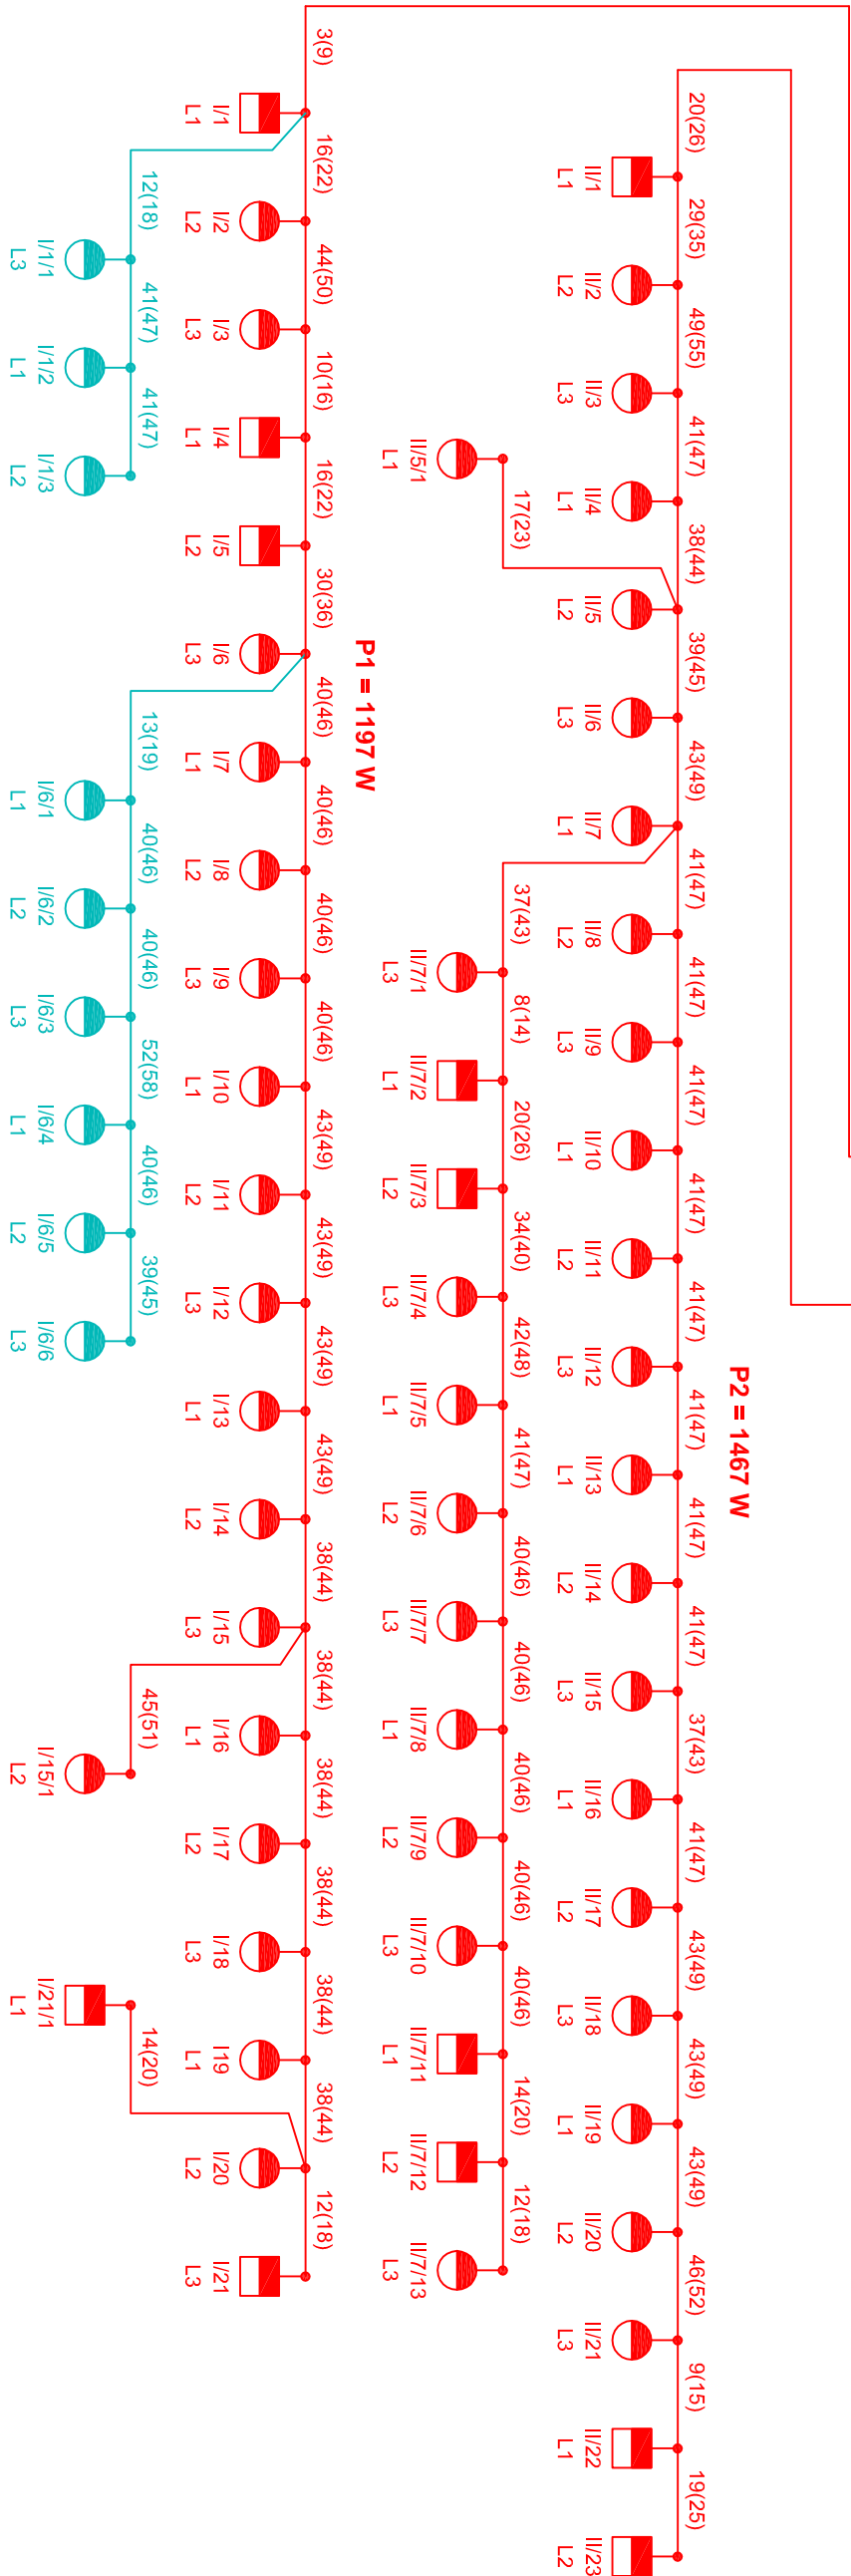 P2 = 1467 W
20(26)
29(35)
49(55)
41(47)
38(44)
39(45)
43(49)
41(47)
41(47)
41(47)
41(47)
41(47)
41(47)
41(47)
41(47)
37(43)
41(47)
43(49)
43(49)
43(49)
46(52)
9(15)
19(25)
II/1
L1
II/2
L2
II/3
L3
II/4
L1
II/5
L2
II/6
L3
II/7
L1
II/8
L2
II/9
L3
II/10
L1
II/11
L2
II/12
L3
II/13
L1
II/14
L2
II/15
L3
II/16
L1
II/17
L2
II/18
L3
II/19
L1
II/20
L2
II/21
L3
II/22
L1
II/23
L2
17(23)
II/5/1
L1
37(43)
8(14)
20(26)
34(40)
42(48)
41(47)
40(46)
40(46)
40(46)
40(46)
40(46)
14(20)
12(18)
II/7/1
L3
II/7/2
L1
II/7/3
L2
II/7/4
L3
II/7/5
L1
II/7/6
L2
II/7/7
L3
II/7/8
L1
II/7/9
L2
II/7/10
L3
II/7/11
L1
II/7/12
L2
II/7/13
L3
P1 = 1197 W
3(9)
16(22)
44(50)
10(16)
16(22)
30(36)
40(46)
40(46)
40(46)
40(46)
43(49)
43(49)
43(49)
43(49)
38(44)
38(44)
38(44)
38(44)
38(44)
38(44)
12(18)
I/1
L1
I/2
L2
I/3
L3
I/4
L1
I/5
L2
I/6
L3
I/7
L1
I/8
L2
I/9
L3
I/10
L1
I/11
L2
I/12
L3
I/13
L1
I/14
L2
I/15
L3
I/16
L1
I/17
L2
I/18
L3
I19
L1
I/20
L2
I/21
L3
12(18)
41(47)
41(47)
I/1/1
L3
I/1/2
L1
I/1/3
L2
13(19)
40(46)
40(46)
52(58)
40(46)
39(45)
I/6/1
L1
I/6/2
L2
I/6/3
L3
I/6/4
L1
I/6/5
L2
I/6/6
L3
45(51)
I/15/1
L2
14(20)
I/21/1
L1